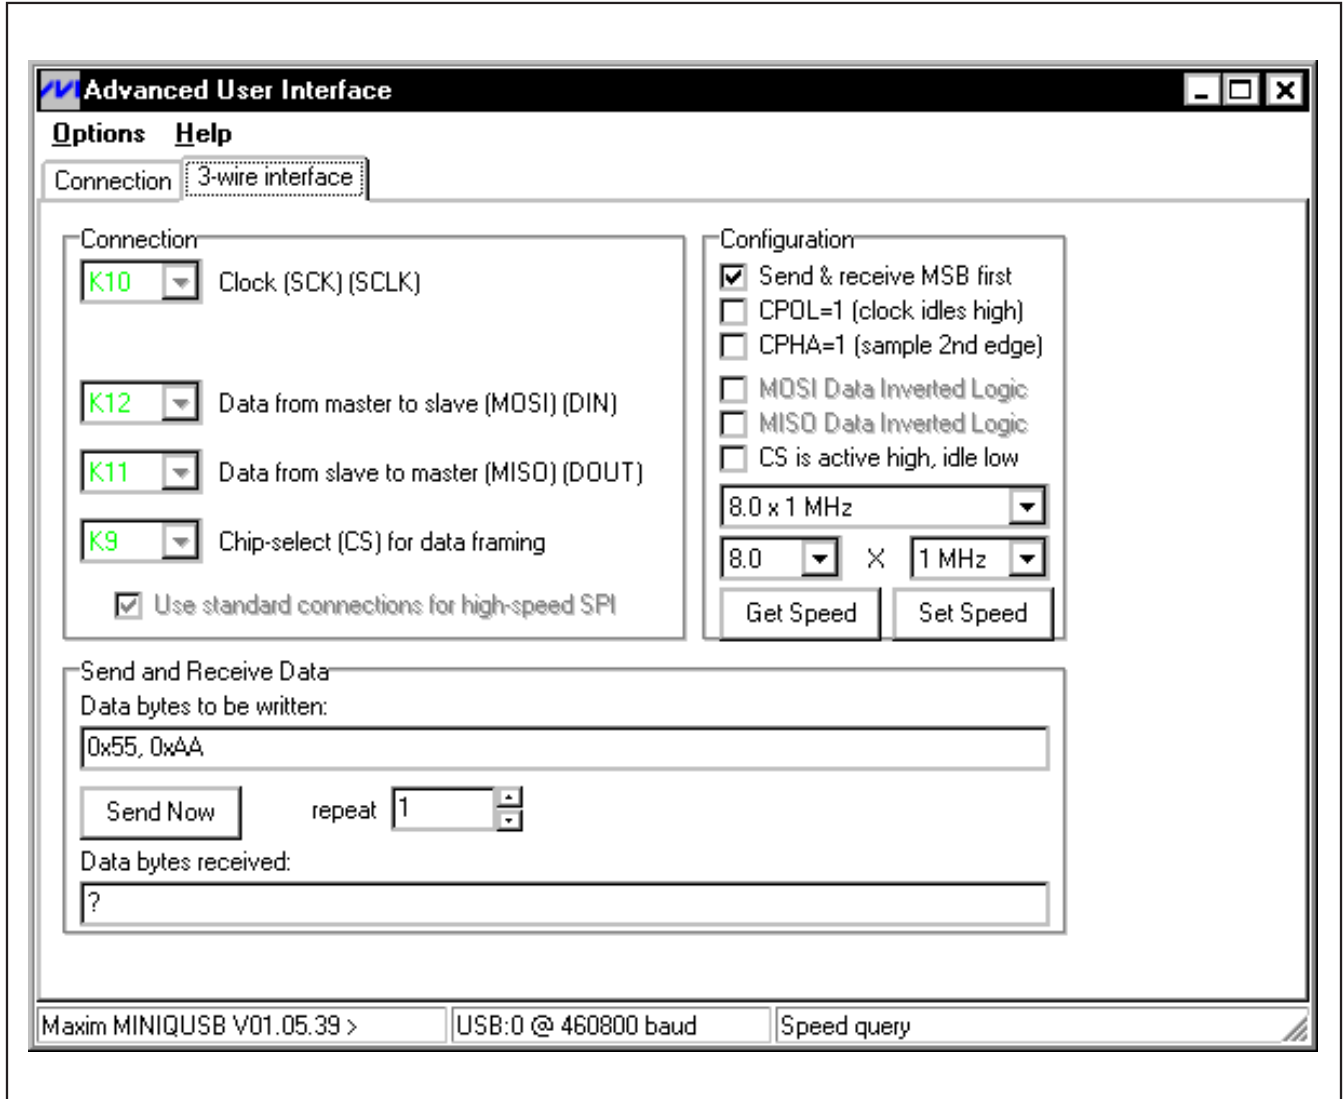 Advanced User Interface
Options Help
Connection 3-wire interface
Connection
K10 Clock (SCK) (SCLK)
K12 Data from master to slave (MOSI) (DIN)
K11 Data from slave to master (MISO) (DOUT)
K9 Chip-select (CS) for data framing
Use standard connections for high-speed SPI
Configuration
Send & receive MSB first
CPOL=1 (clock idles high)
CPHA=1 (sample 2nd edge)
MOSI Data Inverted Logic
MISO Data Inverted Logic
CS is active high, idle low
8.0 x 1 MHz
8.0 X 1 MHz
Get Speed Set Speed
Send and Receive Data
Data bytes to be written:
0x55, 0xAA
Send Now repeat 1
Data bytes received:
?
Maxim MINIQUSB V01.05.39 > USB:0 @ 460800 baud Speed query